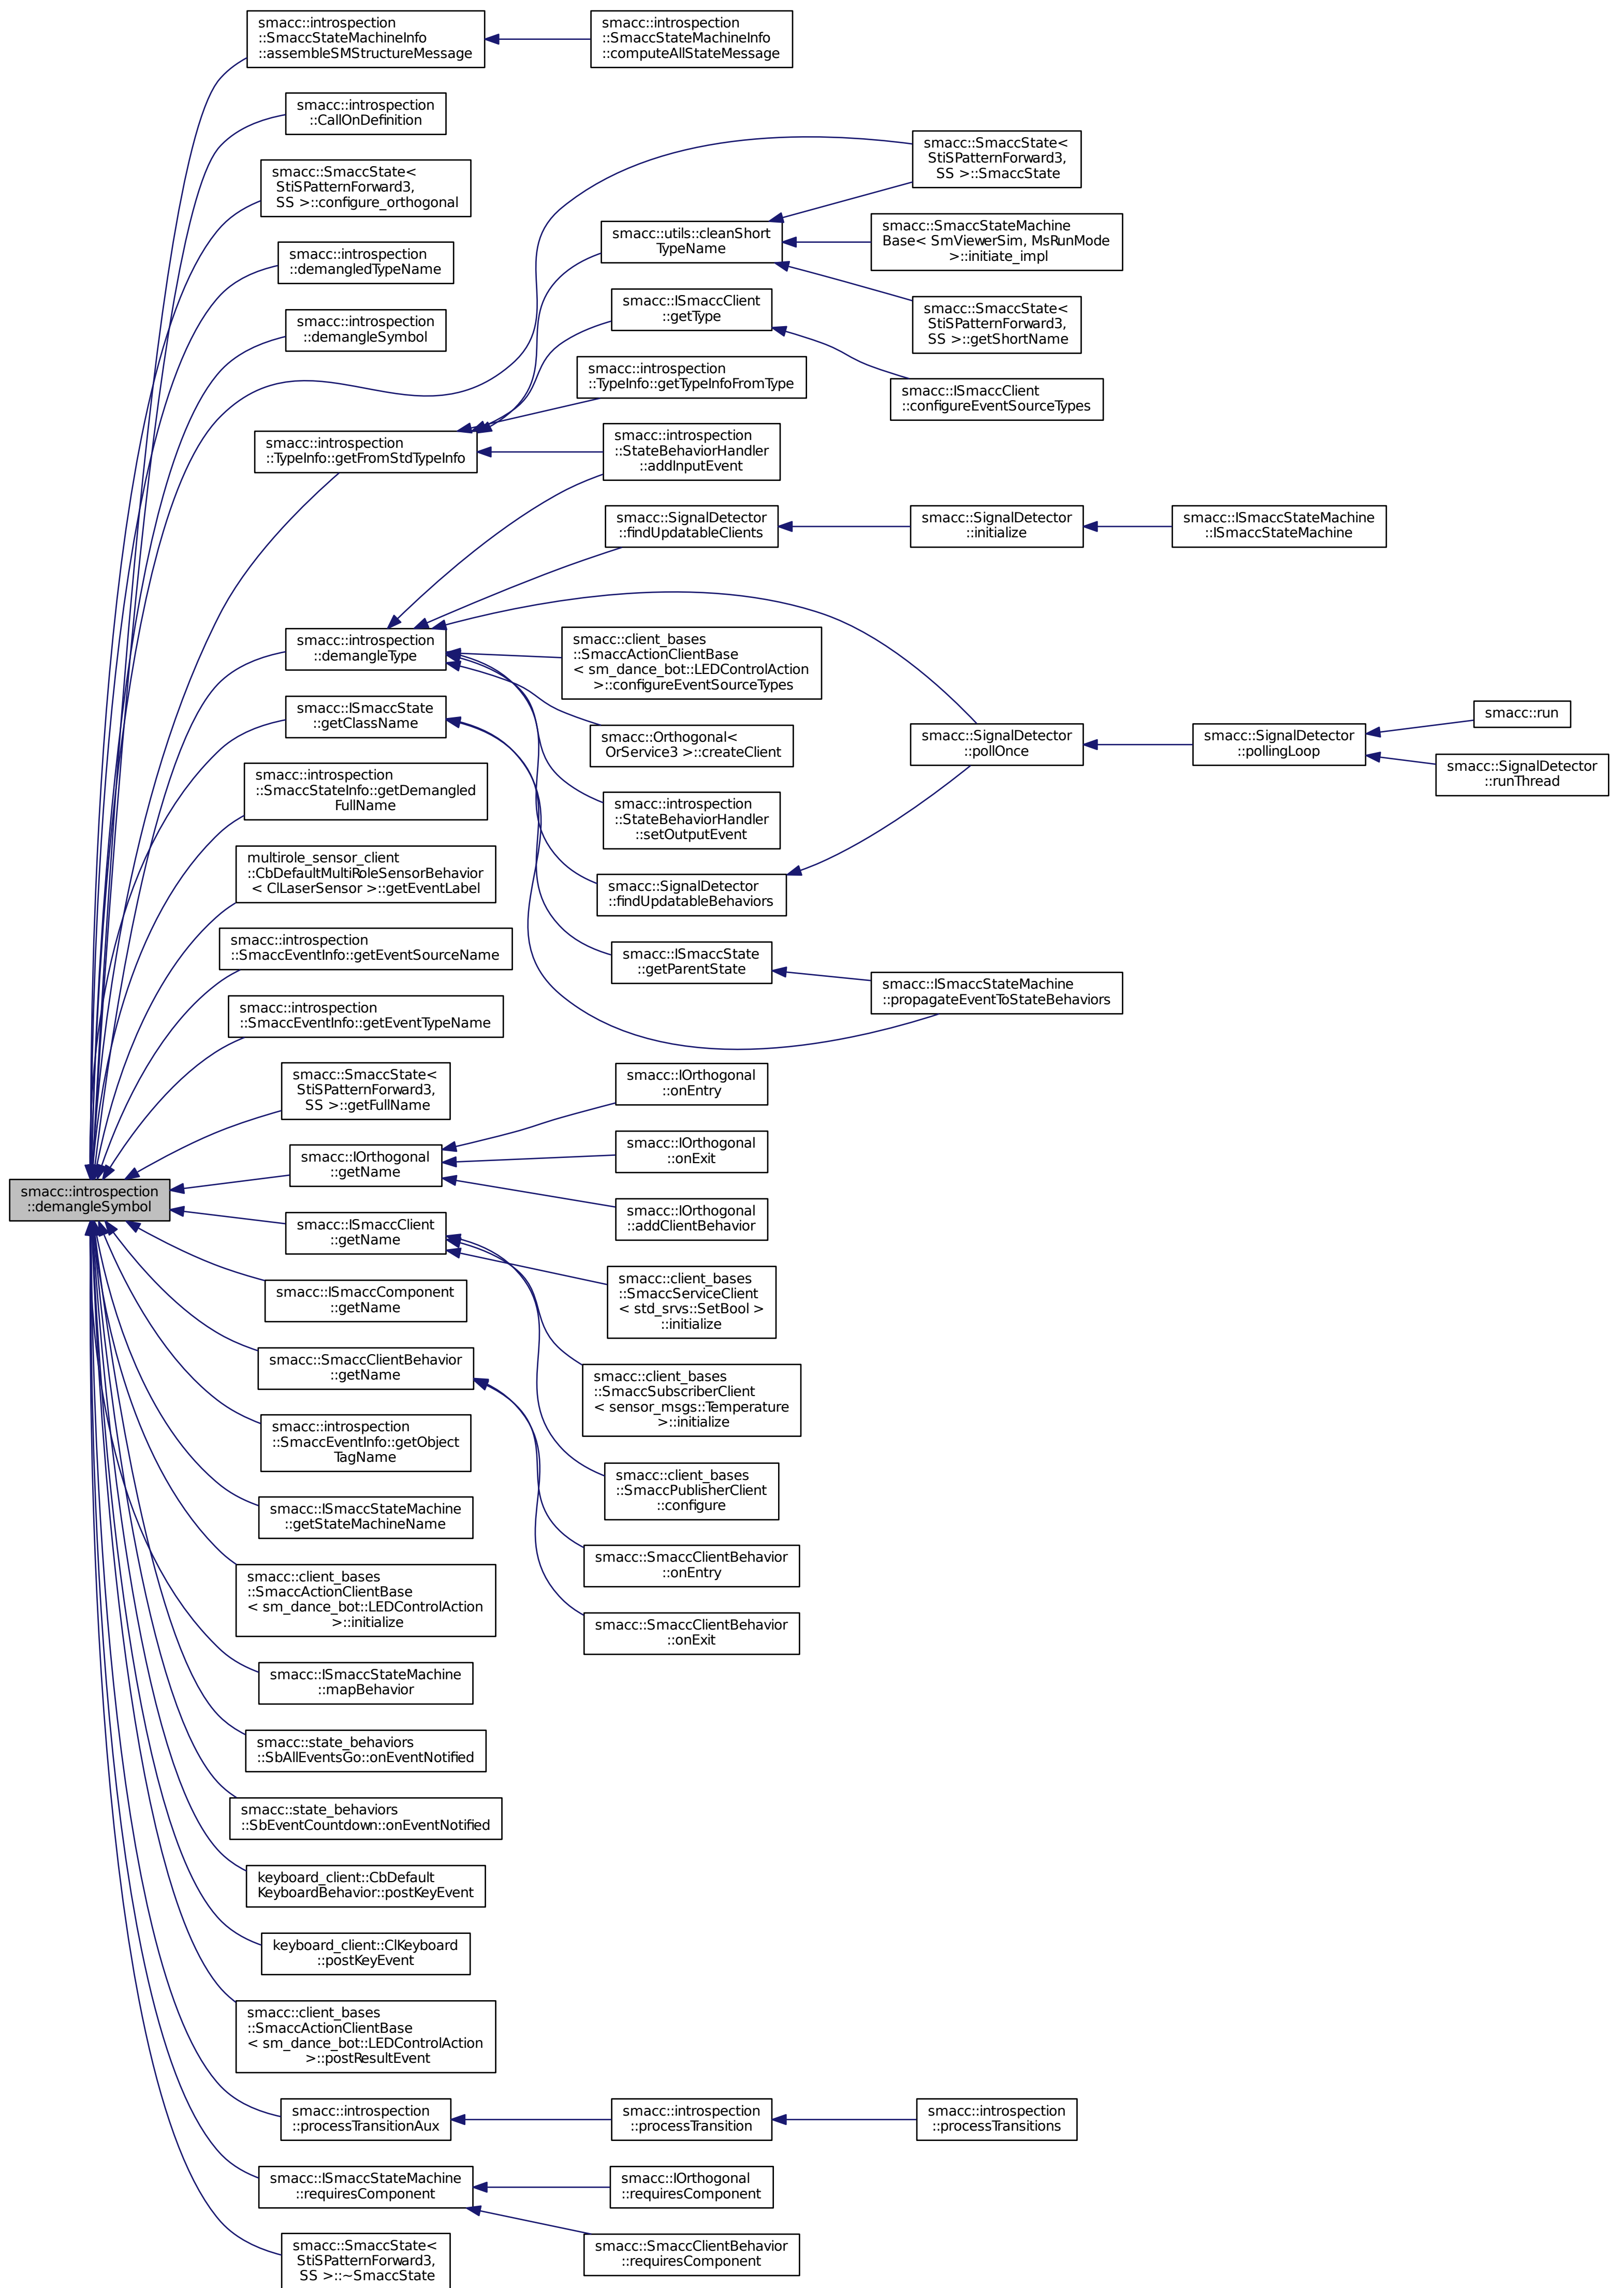 smacc::introspection
::SmaccStateMachineInfo
::assembleSMStructureMessage
smacc::introspection
::SmaccStateMachineInfo
::computeAllStateMessage
smacc::introspection
::CallOnDefinition
smacc::SmaccState<
StiSPatternForward3,
SS >::SmaccState
smacc::SmaccState<
StiSPatternForward3,
SS >::configure_orthogonal
smacc::utils::cleanShort
TypeName
smacc::SmaccStateMachine
Base< SmViewerSim, MsRunMode
>::initiate_impl
smacc::introspection
::demangledTypeName
smacc::ISmaccClient
::getType
smacc::SmaccState<
StiSPatternForward3,
SS >::getShortName
smacc::introspection
::demangleSymbol
smacc::introspection
::TypeInfo::getTypeInfoFromType
smacc::ISmaccClient
::configureEventSourceTypes
smacc::introspection
::TypeInfo::getFromStdTypeInfo
smacc::introspection
::StateBehaviorHandler
::addInputEvent
smacc::SignalDetector
::findUpdatableClients
smacc::SignalDetector
::initialize
smacc::ISmaccStateMachine
::ISmaccStateMachine
smacc::introspection
::demangleType
smacc::client_bases
::SmaccActionClientBase
< sm_dance_bot::LEDControlAction
>::configureEventSourceTypes
smacc::ISmaccState
::getClassName
smacc::Orthogonal<
OrService3 >::createClient
smacc::SignalDetector
::pollOnce
smacc::SignalDetector
::pollingLoop
smacc::run
smacc::SignalDetector
::runThread
smacc::introspection
::SmaccStateInfo::getDemangled
FullName
smacc::introspection
::StateBehaviorHandler
::setOutputEvent
multirole_sensor_client
::CbDefaultMultiRoleSensorBehavior
< ClLaserSensor >::getEventLabel
smacc::SignalDetector
::findUpdatableBehaviors
smacc::introspection
::SmaccEventInfo::getEventSourceName
smacc::ISmaccState
::getParentState
smacc::ISmaccStateMachine
::propagateEventToStateBehaviors
smacc::introspection
::SmaccEventInfo::getEventTypeName
smacc::SmaccState<
StiSPatternForward3,
SS >::getFullName
smacc::IOrthogonal
::onEntry
smacc::IOrthogonal
::getName
smacc::IOrthogonal
::onExit
smacc::introspection
::demangleSymbol
smacc::IOrthogonal
::addClientBehavior
smacc::ISmaccClient
::getName
smacc::ISmaccComponent
::getName
smacc::client_bases
::SmaccServiceClient
< std_srvs::SetBool >
::initialize
smacc::SmaccClientBehavior
::getName
smacc::client_bases
::SmaccSubscriberClient
< sensor_msgs::Temperature
>::initialize
smacc::introspection
::SmaccEventInfo::getObject
TagName
smacc::client_bases
::SmaccPublisherClient
::configure
smacc::ISmaccStateMachine
::getStateMachineName
smacc::SmaccClientBehavior
::onEntry
smacc::client_bases
::SmaccActionClientBase
< sm_dance_bot::LEDControlAction
>::initialize
smacc::SmaccClientBehavior
::onExit
smacc::ISmaccStateMachine
::mapBehavior
smacc::state_behaviors
::SbAllEventsGo::onEventNotified
smacc::state_behaviors
::SbEventCountdown::onEventNotified
keyboard_client::CbDefault
KeyboardBehavior::postKeyEvent
keyboard_client::ClKeyboard
::postKeyEvent
smacc::client_bases
::SmaccActionClientBase
< sm_dance_bot::LEDControlAction
>::postResultEvent
smacc::introspection
::processTransitionAux
smacc::introspection
::processTransition
smacc::introspection
::processTransitions
smacc::ISmaccStateMachine
::requiresComponent
smacc::IOrthogonal
::requiresComponent
smacc::SmaccClientBehavior
::requiresComponent
smacc::SmaccState<
StiSPatternForward3,
SS >::~SmaccState